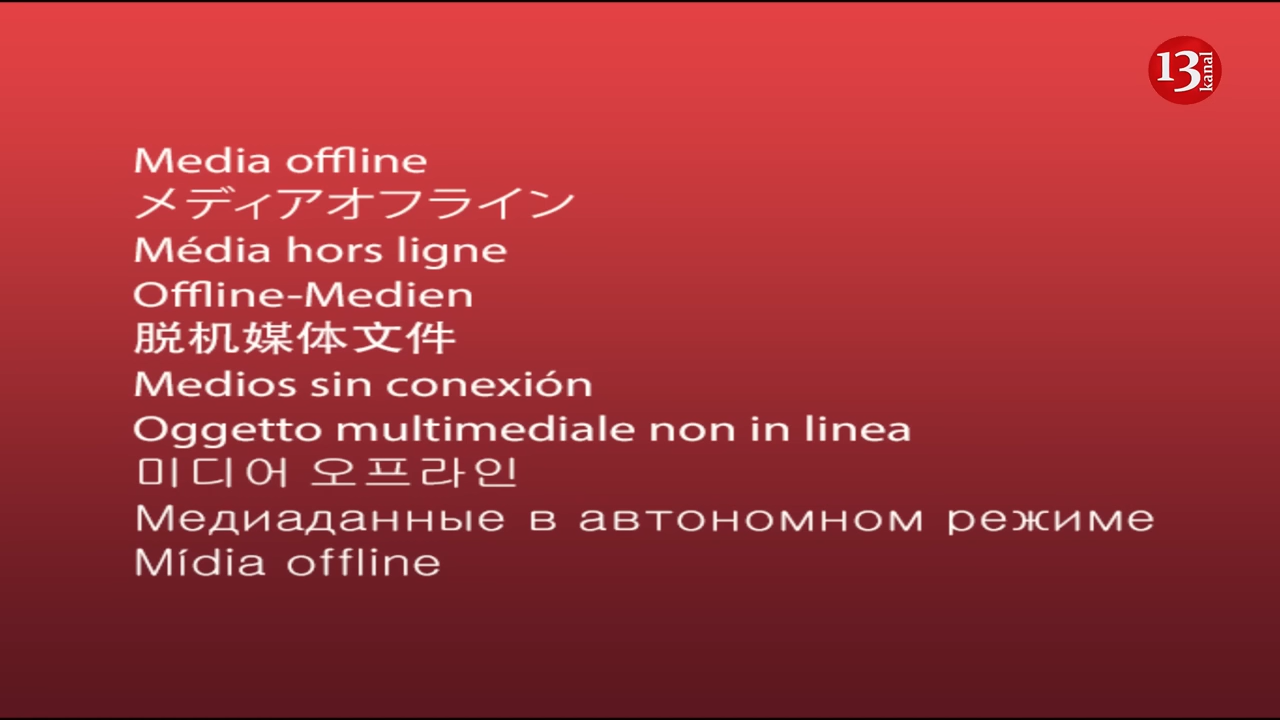 13 kanal
Media offline
メディアオフライン
Média hors ligne
Offline-Medien
脱机媒体文件
Medios sin conexión
Oggetto multimediale non in linea
미디어 오프라인
Медиаданные в автономном режиме
Mídia offline